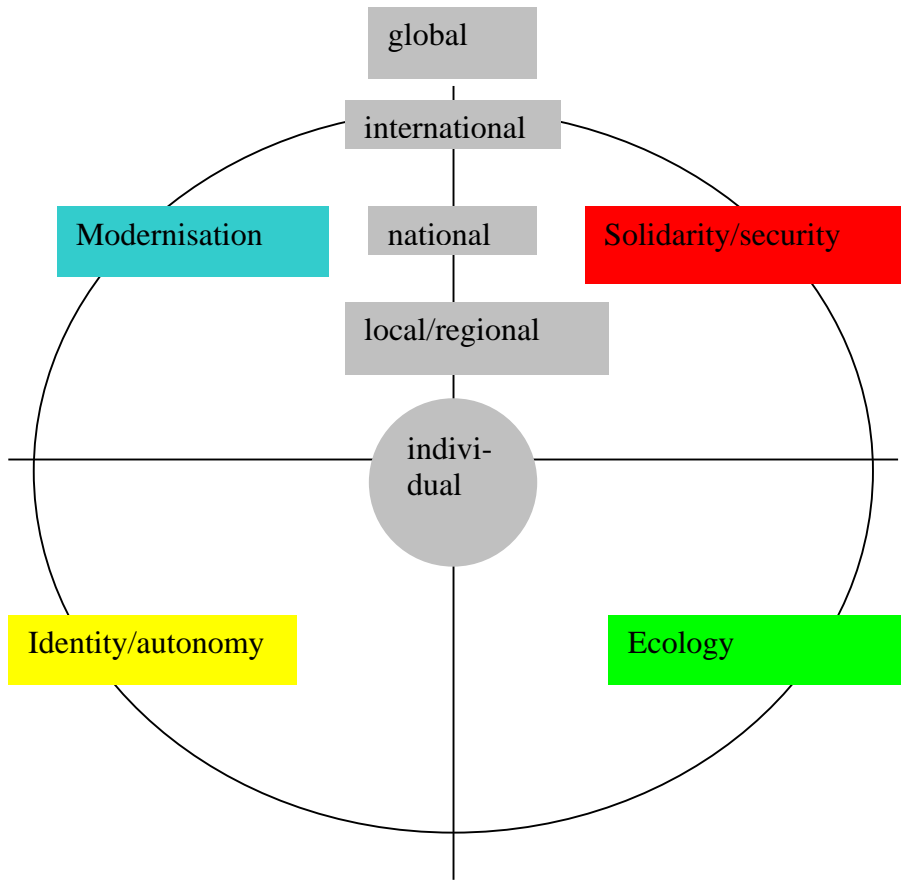 global
international
Modernisation
national
Solidarity/security
local/regional
indivi-
dual
Identity/autonomy
Ecology